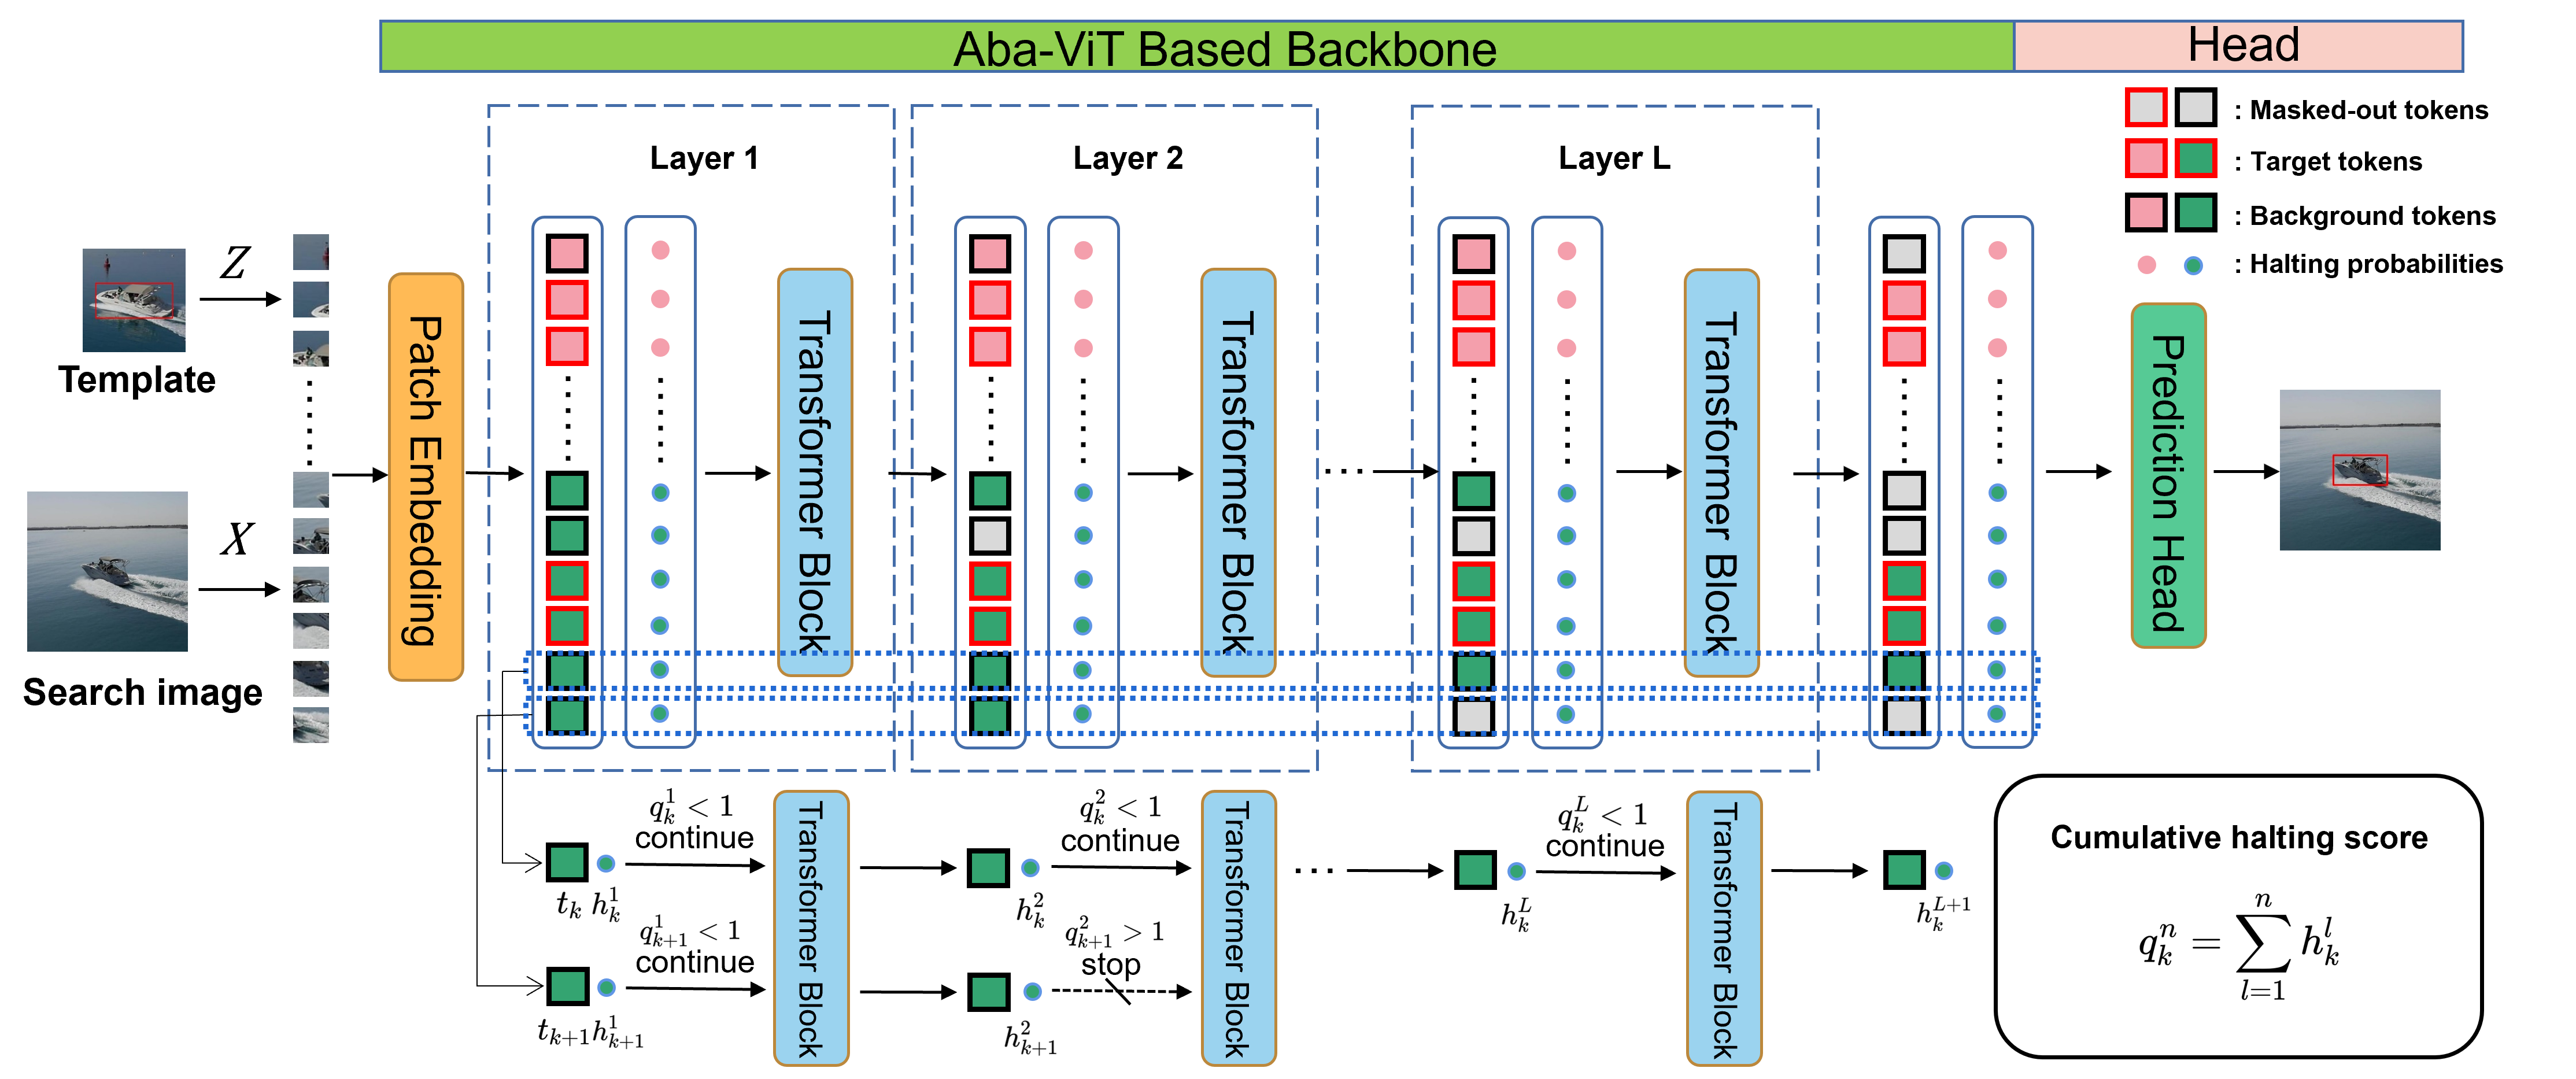 Aba-ViT Based Backbone
Head
: Masked-out tokens
: Target tokens
: Background tokens
: Halting probabilities
Layer 1
Layer 2
Layer L
Z
Template
X
Search image
Patch Embedding
Transformer Block
Transformer Block
Transformer Block
Prediction Head
q_k^1 < 1
continue
Transformer Block
q_k^2 < 1
continue
Transformer Block
q_k^L < 1
continue
Transformer Block
t_k h_k^1
h_k^2
h_k^L
h_k^{L+1}
q_{k+1}^1 < 1
continue
q_{k+1}^2 > 1
stop
t_{k+1} h_{k+1}^1
h_{k+1}^2
Cumulative halting score
q_k^n = \sum_{l=1}^{n} h_k^l